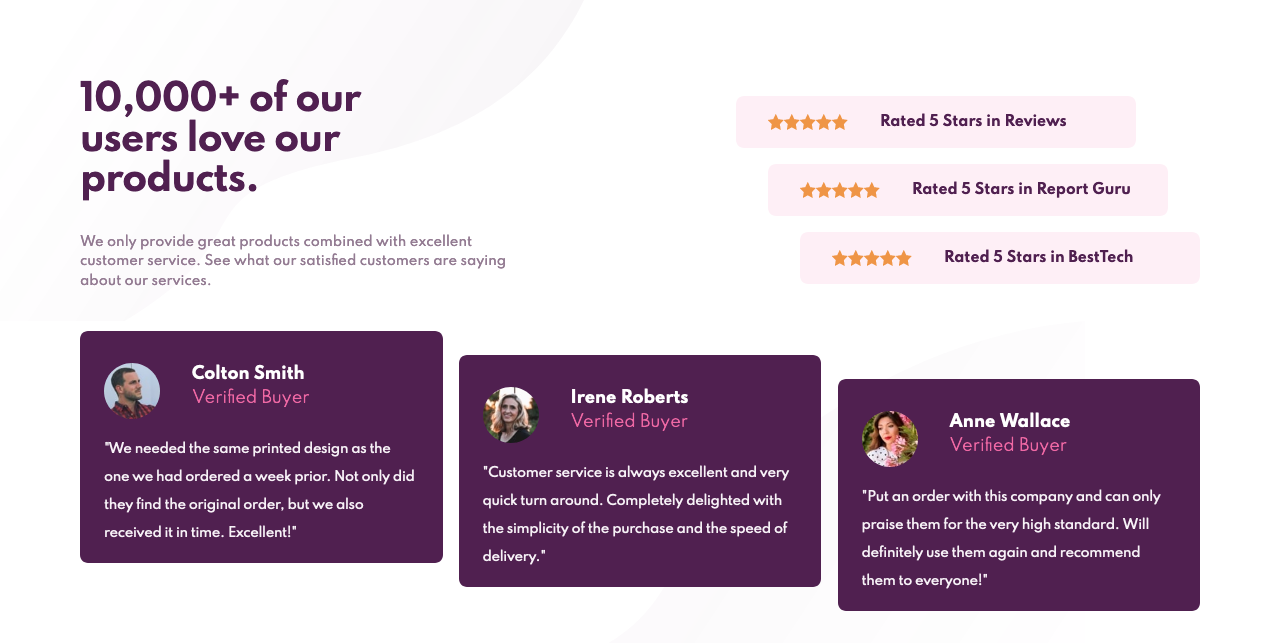 10,000+ of our
users love our
products.
We only provide great products combined with excellent
customer service. See what our satisfied customers are saying
about our services.
Rated 5 Stars in Reviews
Rated 5 Stars in Report Guru
Rated 5 Stars in BestTech
Colton Smith
Verified Buyer
"We needed the same printed design as the
one we had ordered a week prior. Not only did
they find the original order, but we also
received it in time. Excellent!"
Irene Roberts
Verified Buyer
"Customer service is always excellent and very
quick turn around. Completely delighted with
the simplicity of the purchase and the speed of
delivery."
Anne Wallace
Verified Buyer
"Put an order with this company and can only
praise them for the very high standard. Will
definitely use them again and recommend
them to everyone!"